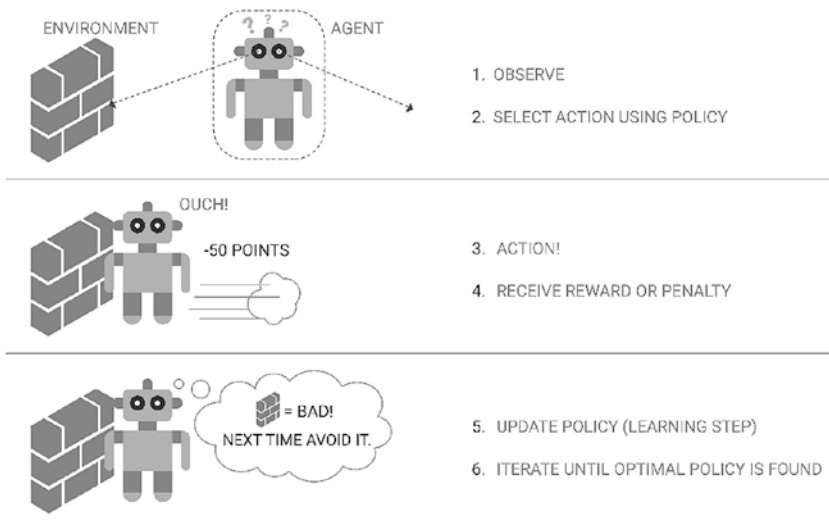 ENVIRONMENT
? ? ?
AGENT
1. OBSERVE
2. SELECT ACTION USING POLICY
OUCH!
-50 POINTS
3. ACTION!
4. RECEIVE REWARD OR PENALTY
= BAD!
NEXT TIME AVOID IT.
5. UPDATE POLICY (LEARNING STEP)
6. ITERATE UNTIL OPTIMAL POLICY IS FOUND